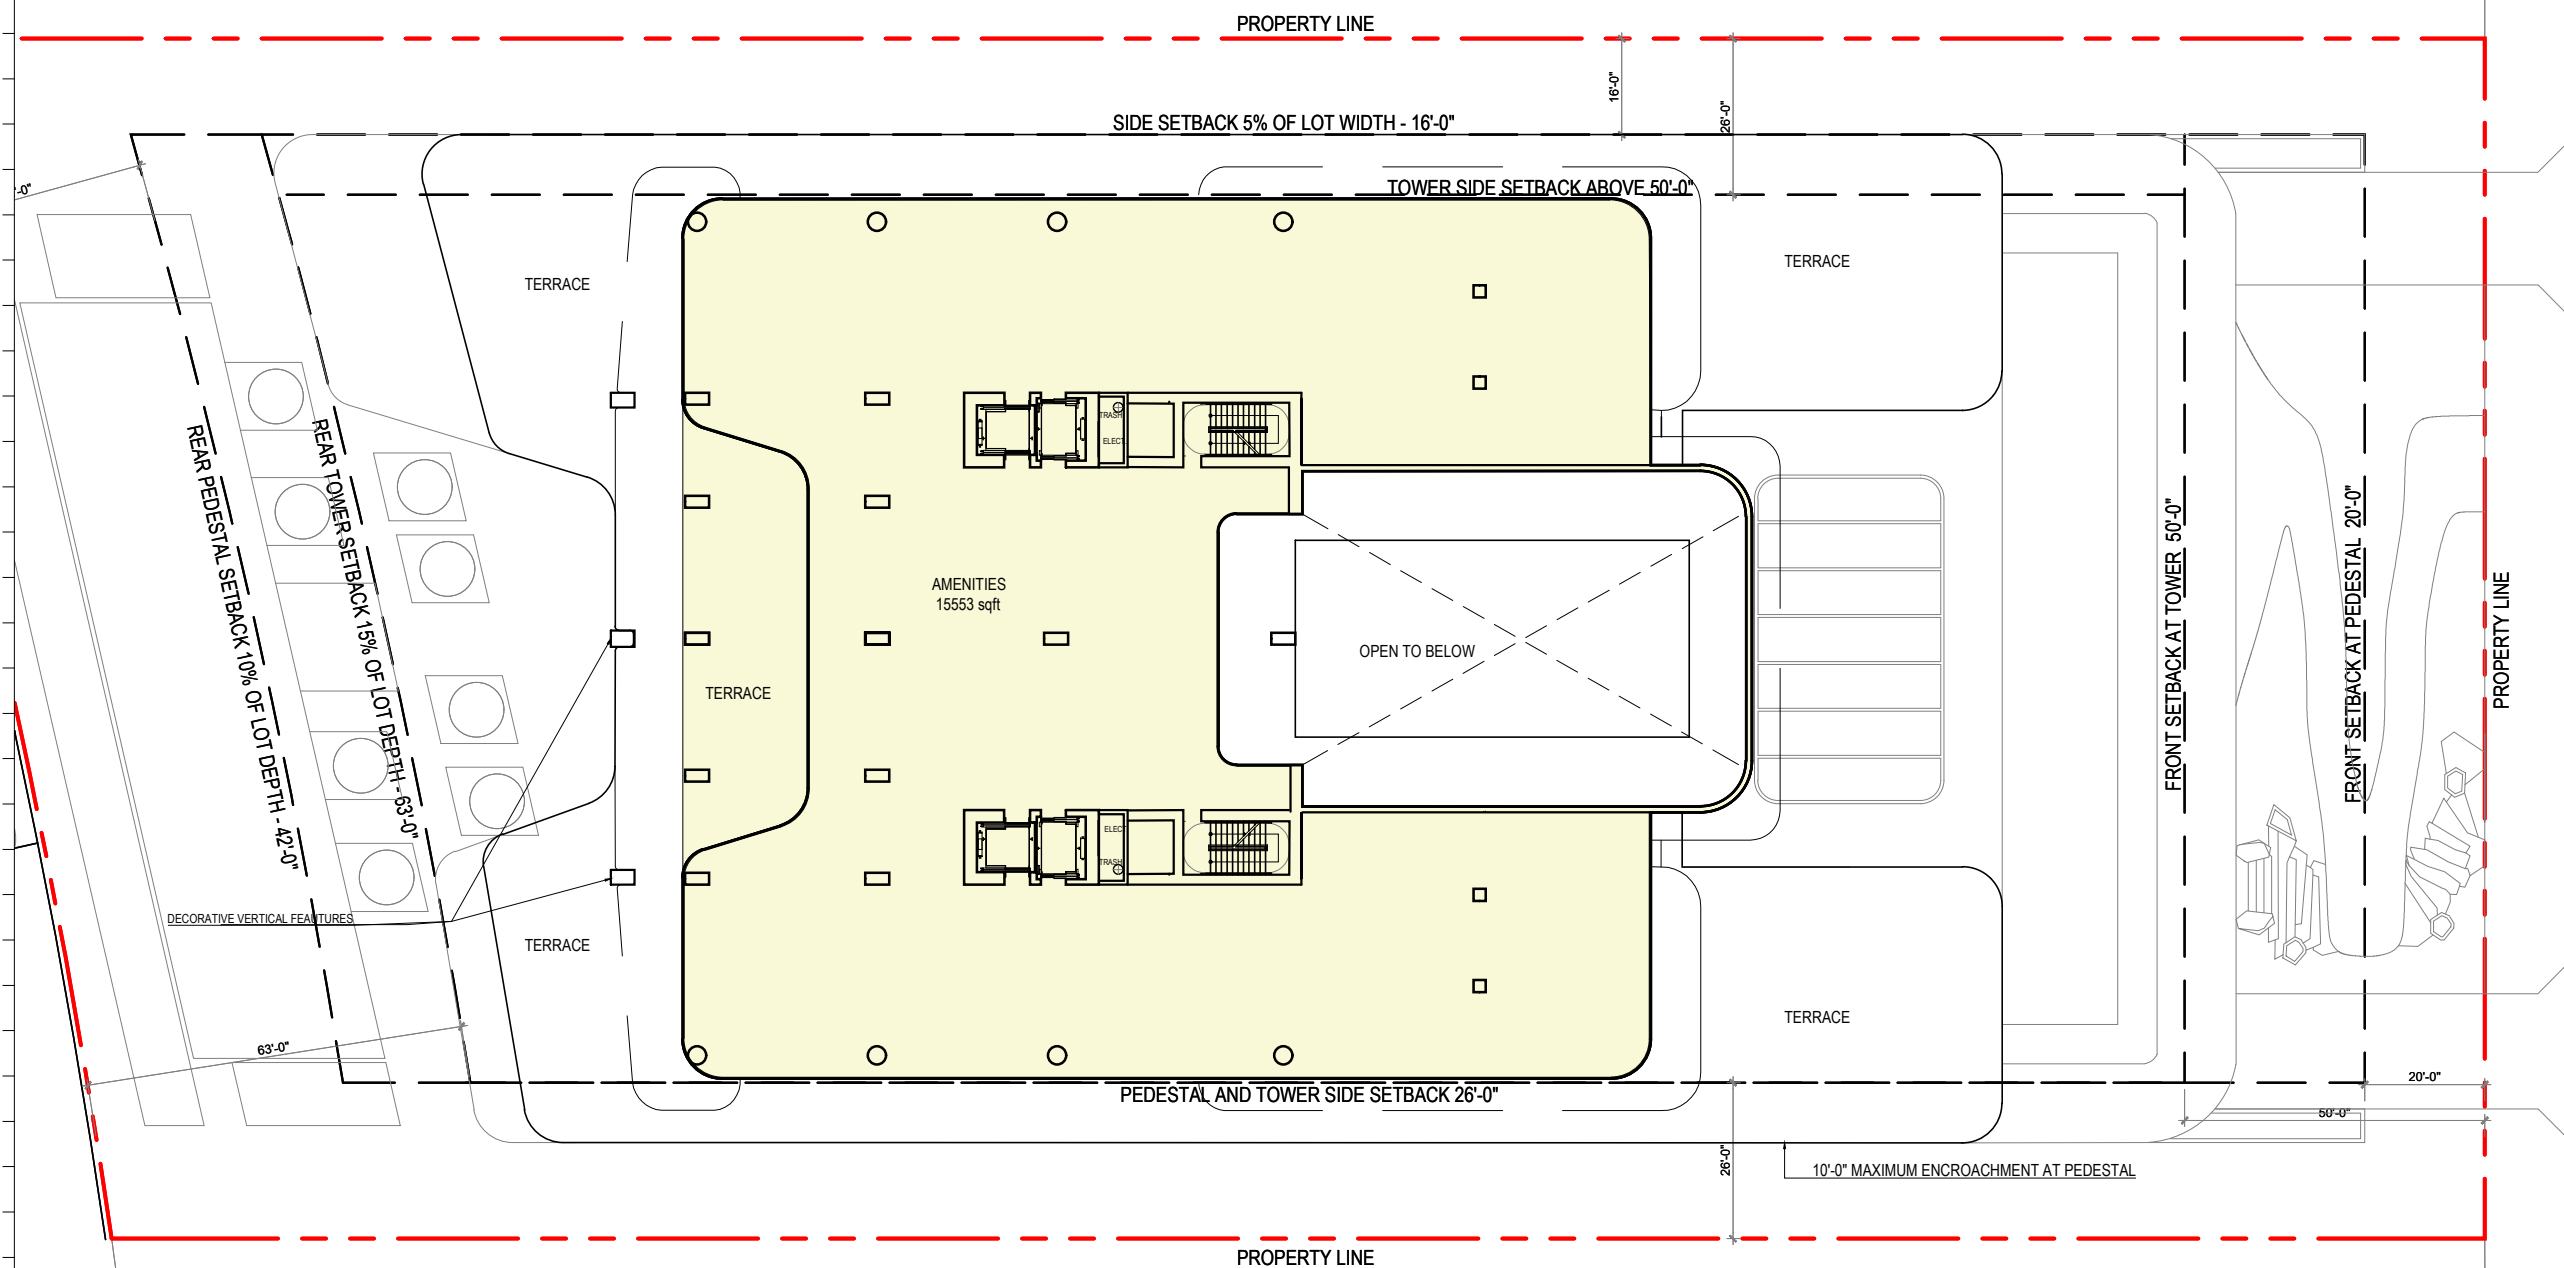 PROPERTY LINE
16'-0"
26'-0"
SIDE SETBACK 5% OF LOT WIDTH - 16'-0"
TOWER SIDE SETBACK ABOVE 50'-0"
TERRACE
TERRACE
TRASH
ELECT.
REAR PEDESTAL SETBACK 10% OF LOT DEPTH - 42'-0"
REAR TOWER SETBACK 15% OF LOT DEPTH - 63'-0"
AMENITIES
15553 sqft
OPEN TO BELOW
TERRACE
FRONT SETBACK AT TOWER 50'-0"
FRONT SETBACK AT PEDESTAL 20'-0"
PROPERTY LINE
ELECT.
TRASH
DECORATIVE VERTICAL FEAUTURES
TERRACE
TERRACE
63'-0"
PEDESTAL AND TOWER SIDE SETBACK 26'-0"
20'-0"
50'-0"
26'-0"
10'-0" MAXIMUM ENCROACHMENT AT PEDESTAL
PROPERTY LINE